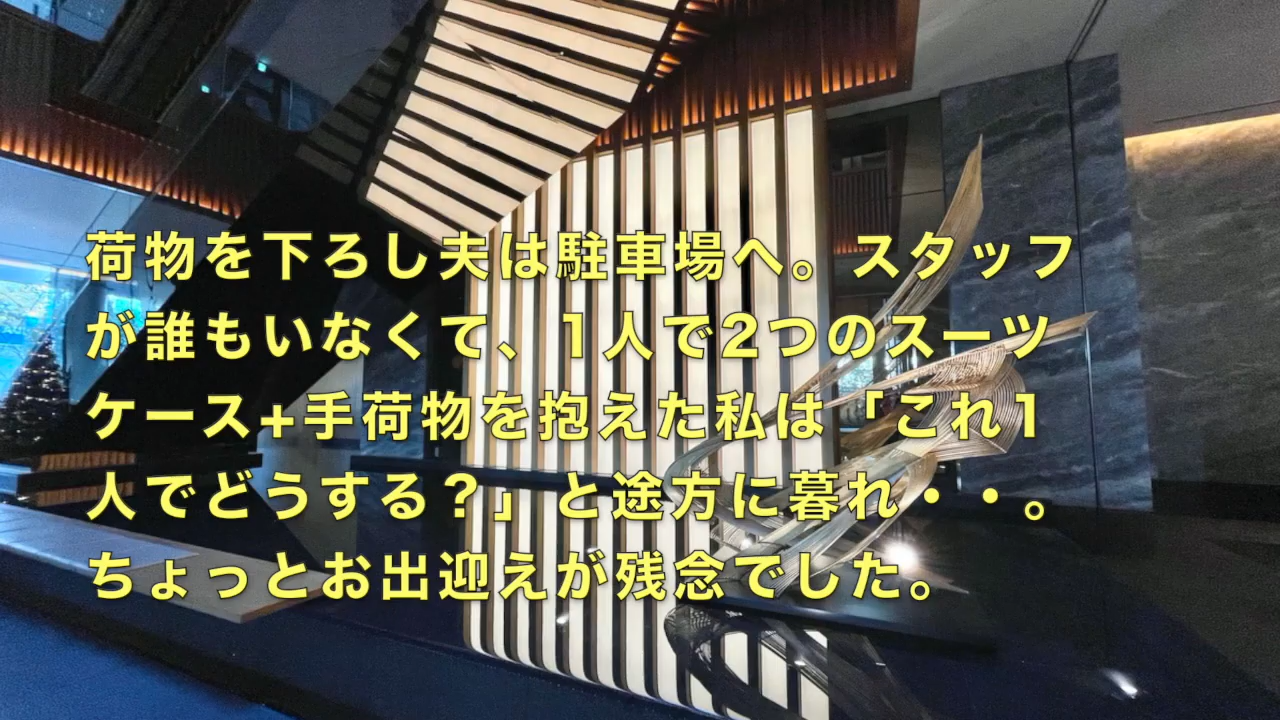 荷物を下ろし夫は駐車場へ。スタッフ
が誰もいなくて、1人で2つのスーツ
ケース+手荷物を抱えた私は「これ1
人でどうする？」と途方に暮れ・・。
ちょっとお出迎えが残念でした。